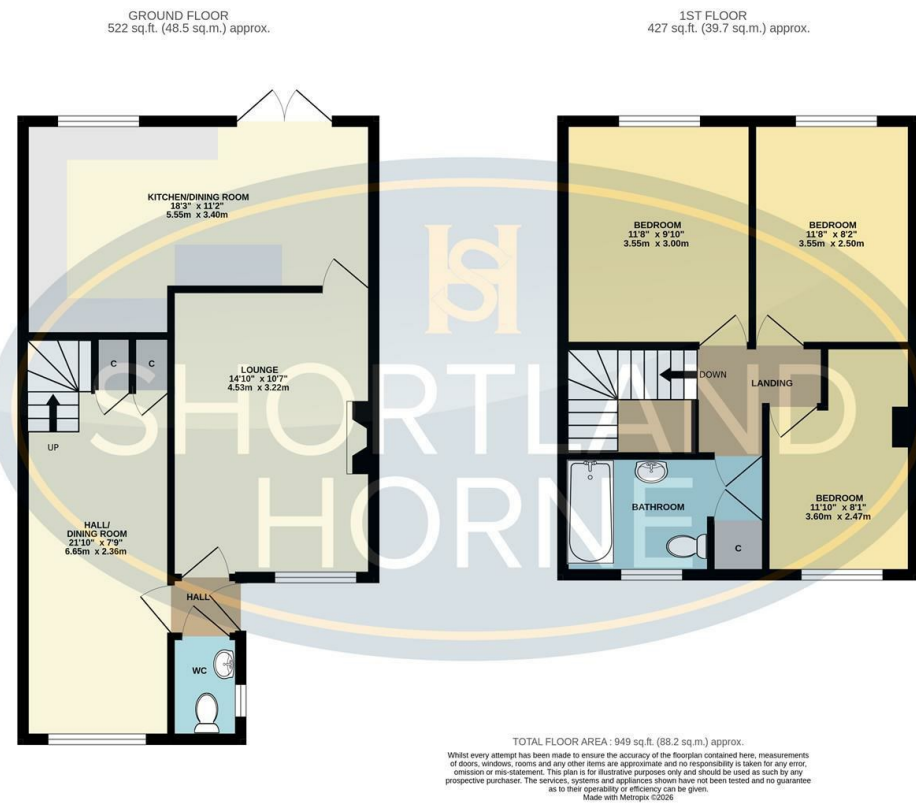 GROUND FLOOR
522 sq.ft. (48.5 sq.m.) approx.
1ST FLOOR
427 sq.ft. (39.7 sq.m.) approx.
KITCHEN/DINING ROOM
18'3" x 11'2"
5.55m x 3.40m
C
C
LOUNGE
14'10" x 10'7"
4.53m x 3.22m
UP
HALL/
DINING ROOM
21'10" x 7'9"
6.65m x 2.36m
HALL
WC
BEDROOM
11'8" x 9'10"
3.55m x 3.00m
BEDROOM
11'8" x 8'2"
3.55m x 2.50m
DOWN
LANDING
BATHROOM
C
BEDROOM
11'10" x 8'1"
3.60m x 2.47m
HS
SHORTLAND
HORNE
TOTAL FLOOR AREA : 949 sq.ft. (88.2 sq.m.) approx.
Whilst every attempt has been made to ensure the accuracy of the floorplan contained here, measurements
of doors, windows, rooms and any other items are approximate and no responsibility is taken for any error,
omission or mis-statement. This plan is for illustrative purposes only and should be used as such by any
prospective purchaser. The services, systems and appliances shown have not been tested and no guarantee
as to their operability or efficiency can be given.
Made with Metropix ©2026